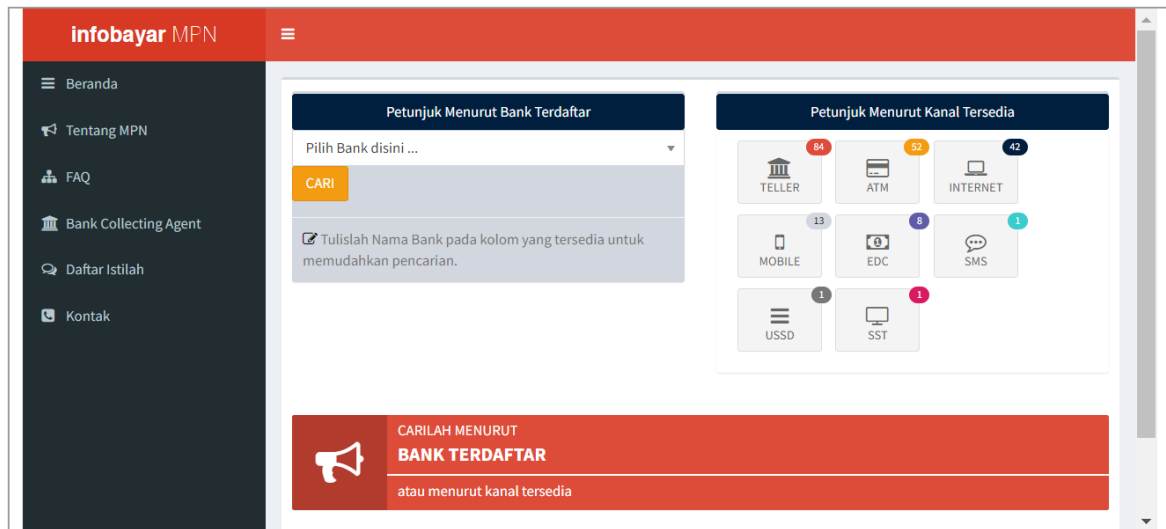 infobayar MPN
Beranda
Tentang MPN
FAQ
Bank Collecting Agent
Daftar Istilah
Kontak
Petunjuk Menurut Bank Terdaftar
Pilih Bank disini ...
CARI
Tulislah Nama Bank pada kolom yang tersedia untuk
memudahkan pencarian.
Petunjuk Menurut Kanal Tersedia
84
TELLER
52
ATM
42
INTERNET
13
MOBILE
8
EDC
1
SMS
1
USSD
1
SST
CARILAH MENURUT
BANK TERDAFTAR
atau menurut kanal tersedia